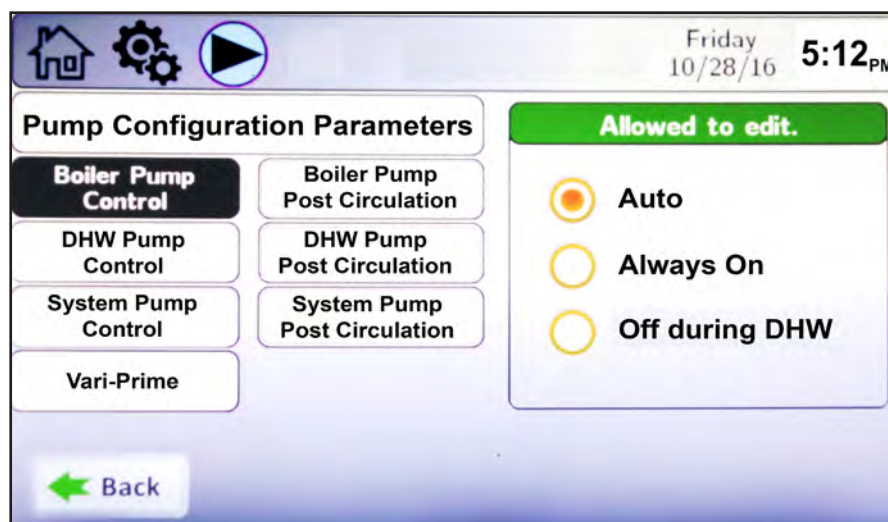 Friday
10/28/16
5:12PM
Pump Configuration Parameters
Boiler Pump
Control
Boiler Pump
Post Circulation
DHW Pump
Control
DHW Pump
Post Circulation
System Pump
Control
System Pump
Post Circulation
Vari-Prime
Allowed to edit.
Auto
Always On
Off during DHW
Back